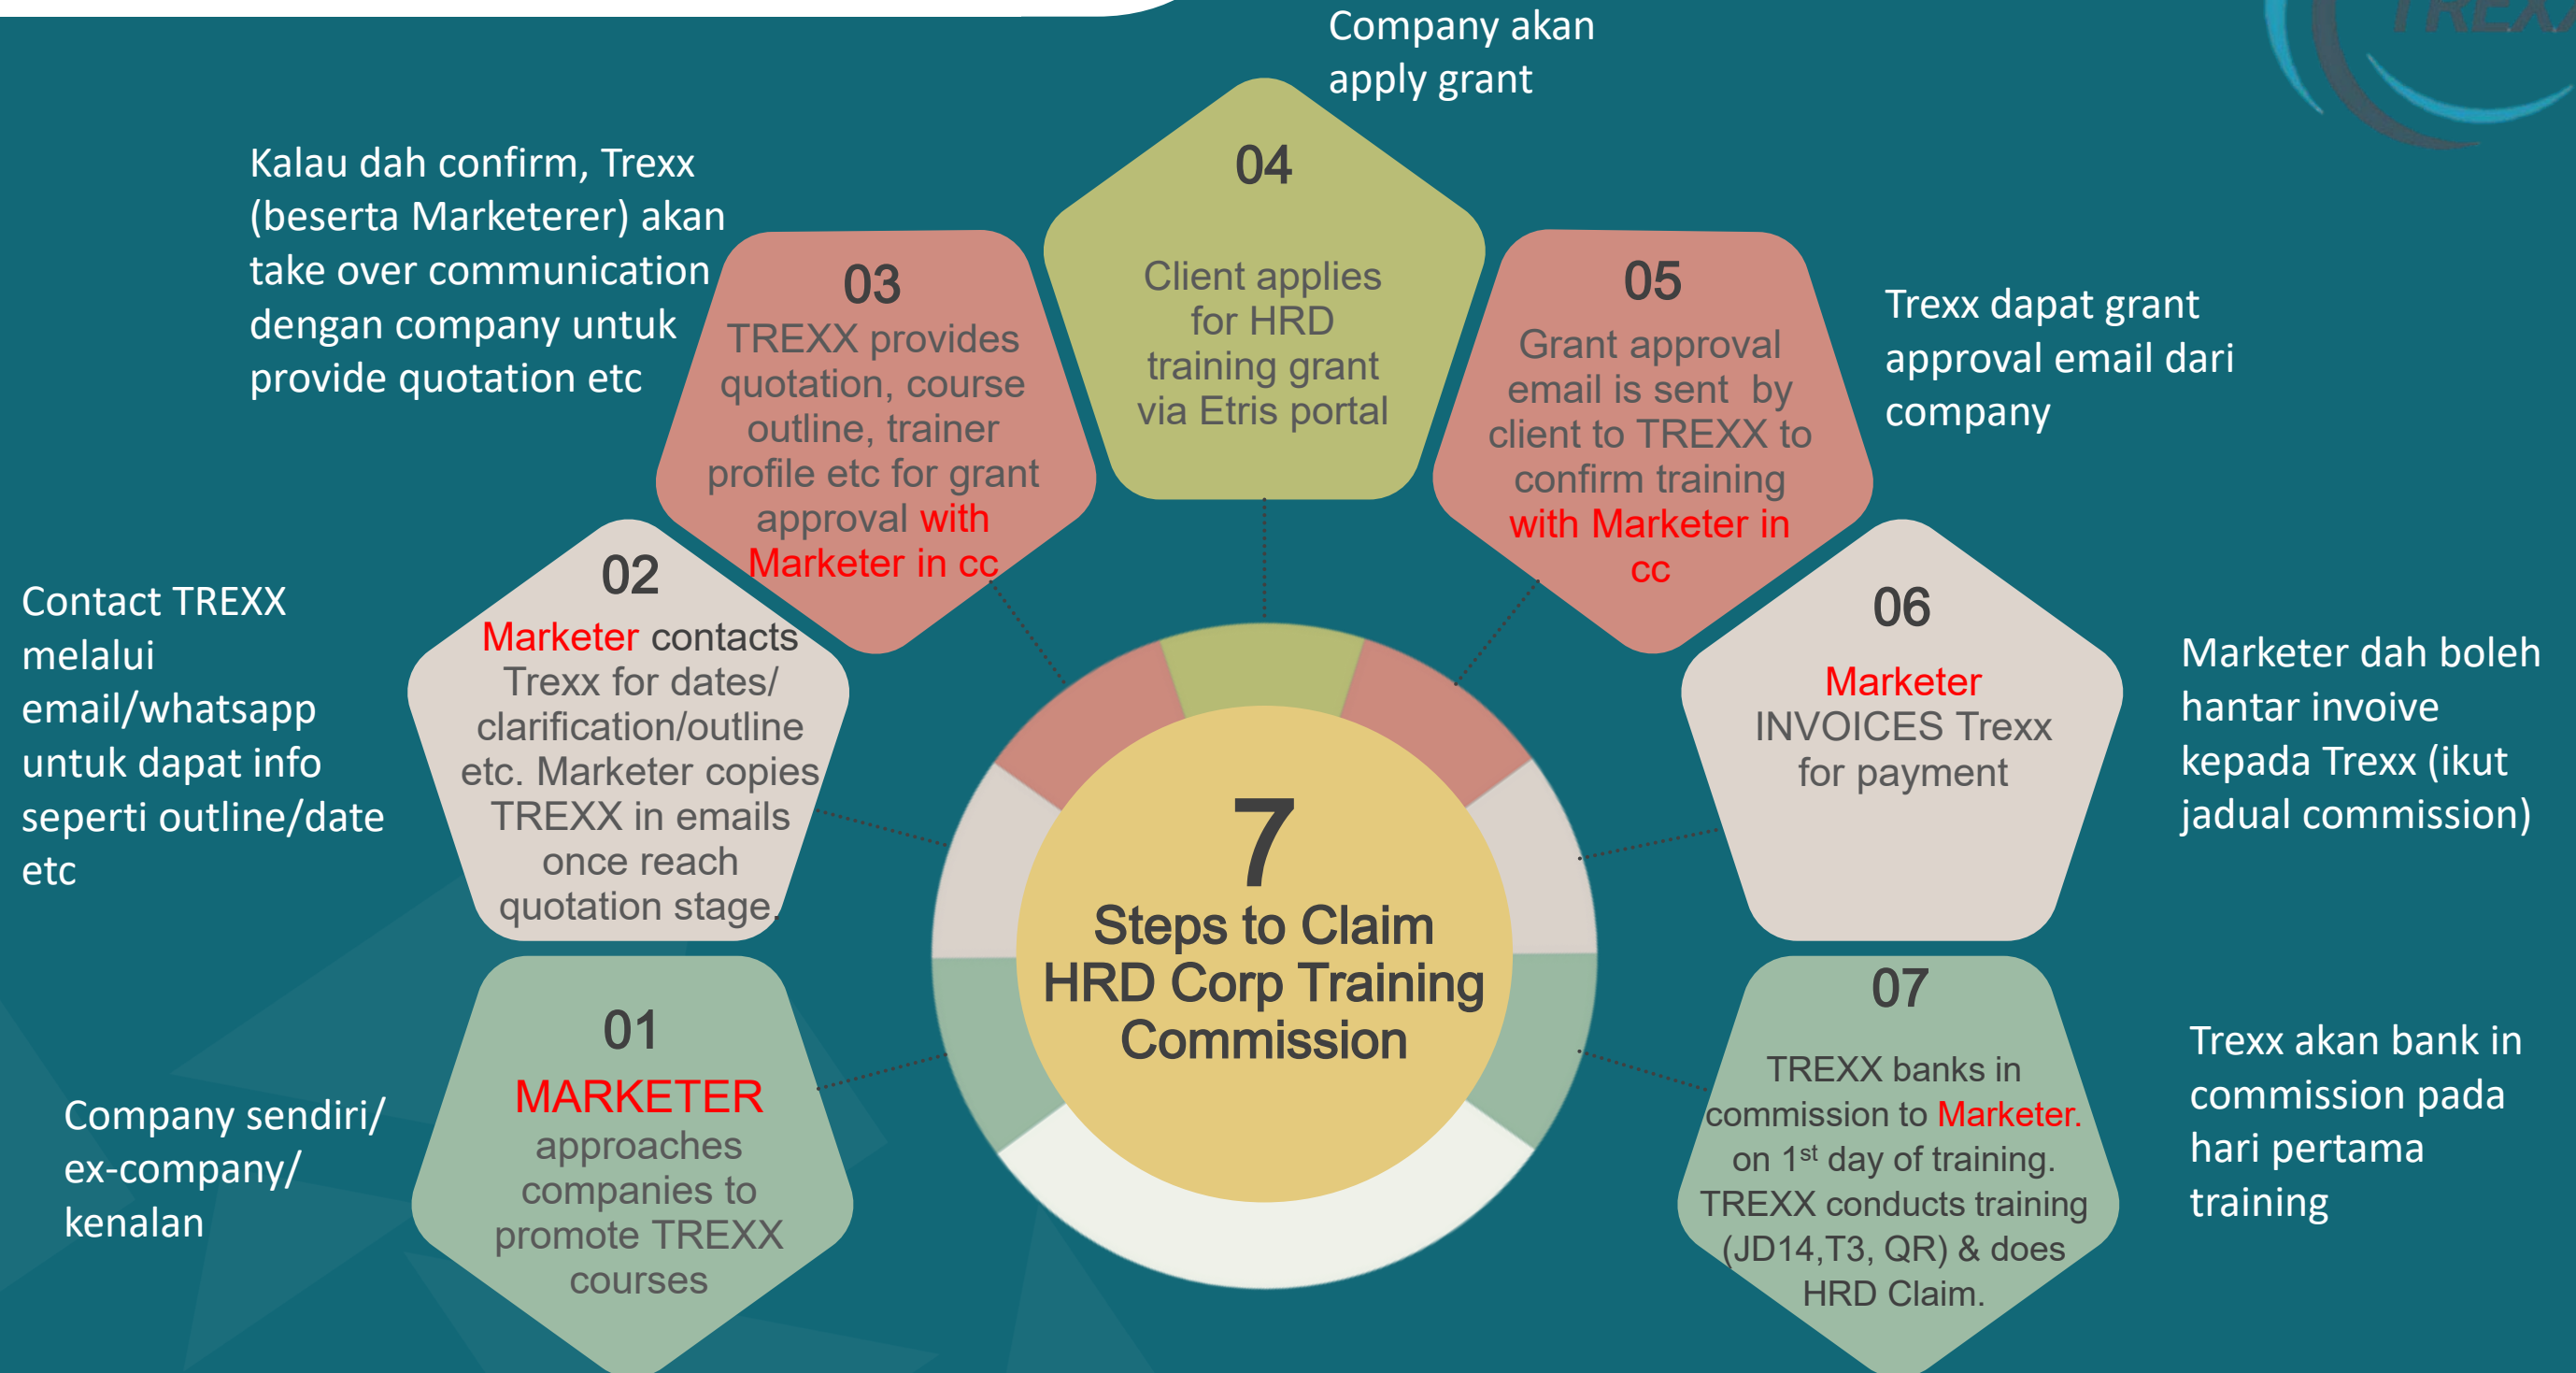 Company akan
apply grant
TREXX
Kalau dah confirm, Trexx
(beserta Marketerer) akan
take over communication
dengan company untuk
provide quotation etc
04
Client applies
for HRD
training grant
via Etris portal
03
TREXX provides
quotation, course
outline, trainer
profile etc for grant
approval with
Marketer in cc
05
Grant approval
email is sent by
client to TREXX to
confirm training
with Marketer in
cc
Trexx dapat grant
approval email dari
company
Contact TREXX
melalui
email/whatsapp
untuk dapat info
seperti outline/date
etc
02
Marketer contacts
Trexx for dates/
clarification/outline
etc. Marketer copies
TREXX in emails
once reach
quotation stage.
06
Marketer
INVOICES Trexx
for payment
Marketer dah boleh
hantar invoive
kepada Trexx (ikut
jadual commission)
7
Steps to Claim
HRD Corp Training
Commission
Company sendiri/
ex-company/
kenalan
01
MARKETER
approaches
companies to
promote TREXX
courses
07
TREXX banks in
commission to Marketer.
on 1st day of training.
TREXX conducts training
(JD14,T3, QR) & does
HRD Claim.
Trexx akan bank in
commission pada
hari pertama
training